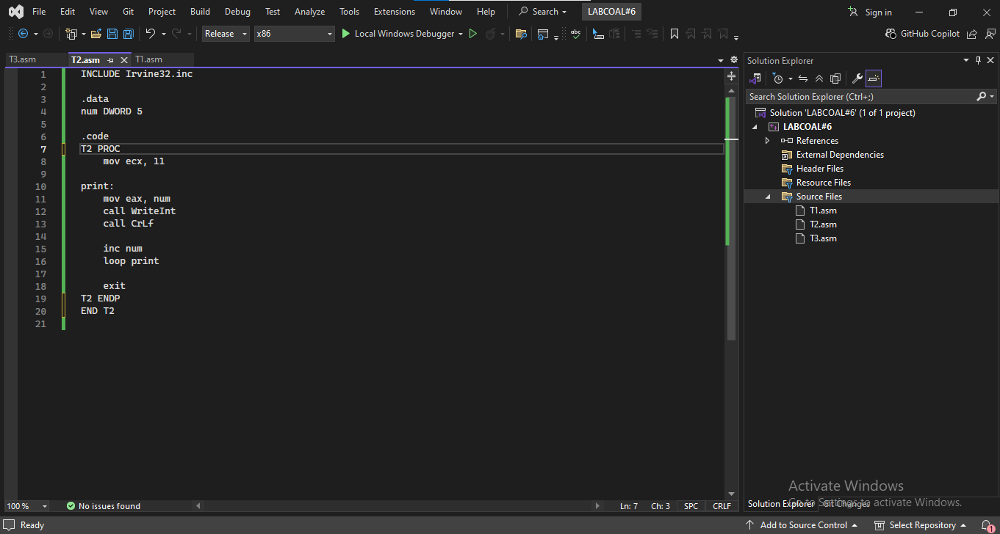 File Edit View Git Project Build Debug Test Analyze Tools Extensions Window Help Search LABCOAL#6 Sign in
Release x86 Local Windows Debugger abc GitHub Copilot
T3.asm T2.asm T1.asm
1 INCLUDE Irvine32.inc
2
3 .data
4 num DWORD 5
5
6 .code
7 T2 PROC
8 mov ecx, 11
9
10 print:
11 mov eax, num
12 call WriteInt
13 call CrLf
14
15 inc num
16 loop print
17
18 exit
19 T2 ENDP
20 END T2
21
100 % No issues found Ln: 7 Ch: 3 SPC CRLF
Solution Explorer
Search Solution Explorer (Ctrl+;)
Solution 'LABCOAL#6' (1 of 1 project)
LABCOAL#6
References
External Dependencies
Header Files
Resource Files
Source Files
T1.asm
T2.asm
T3.asm
Activate Windows
Go to Settings to activate Windows.
Solution Explorer Git Changes
Ready Add to Source Control Select Repository 1